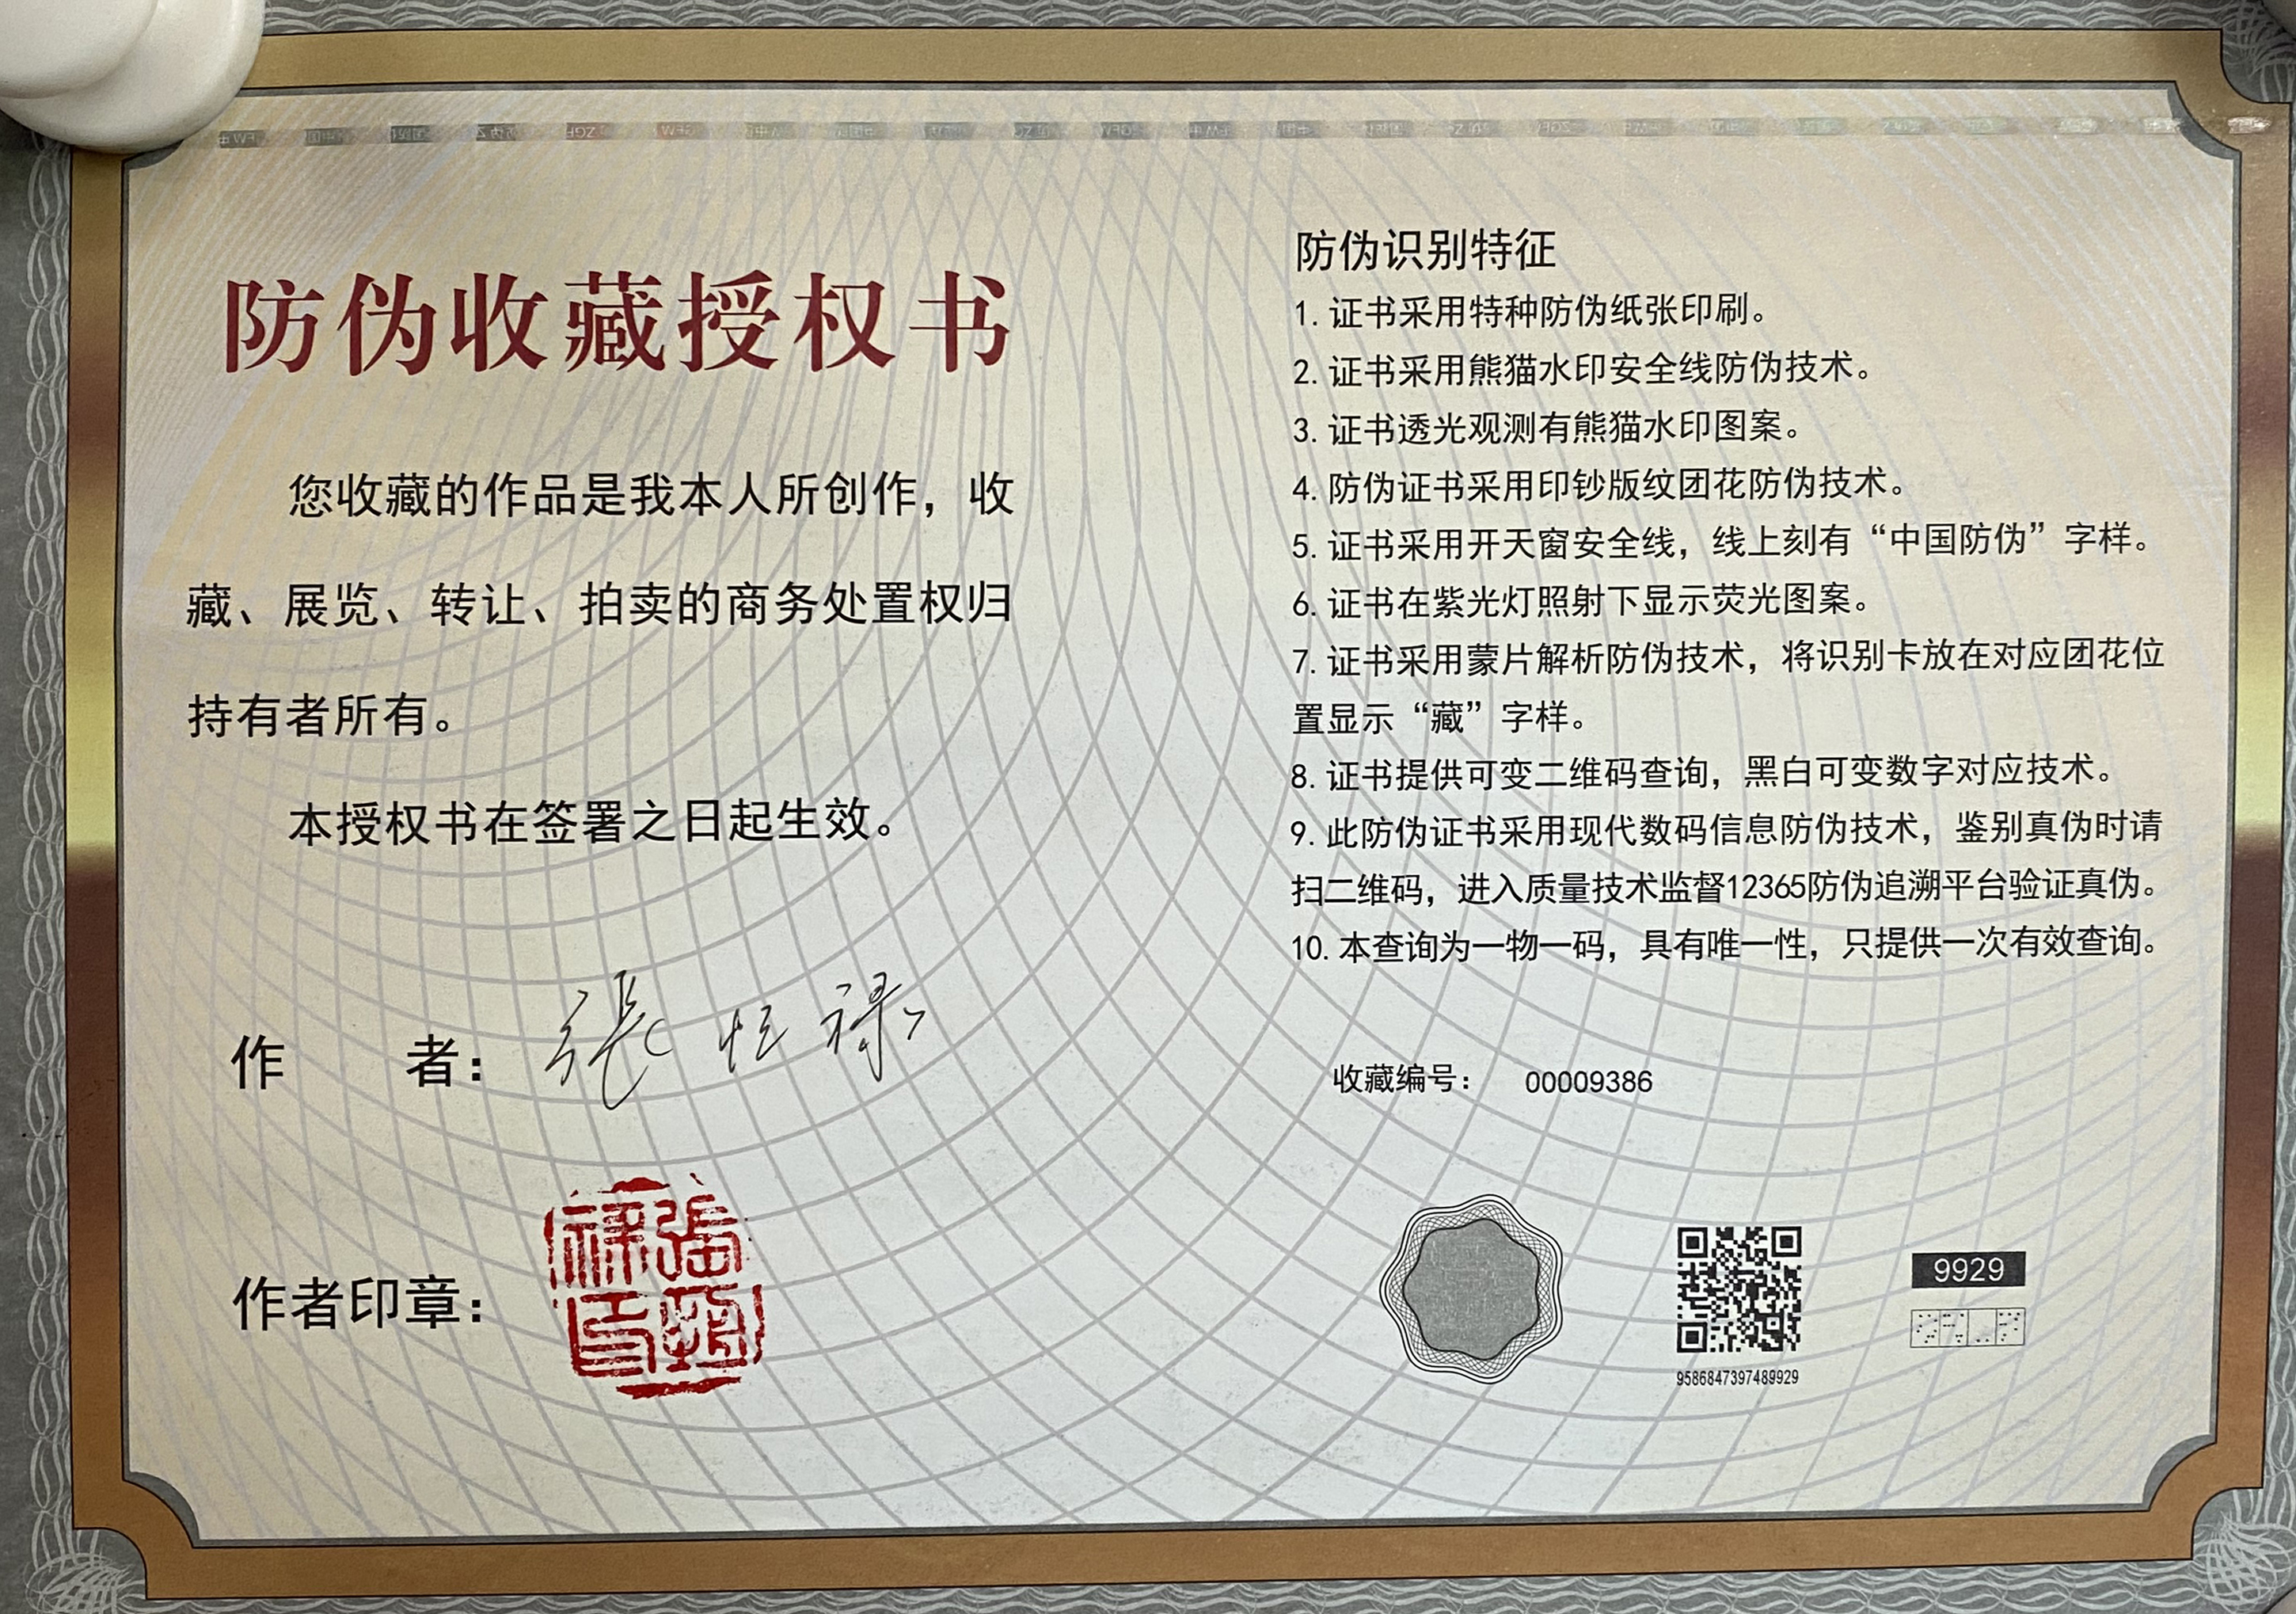 防伪收藏授权书
您收藏的作品是我本人所创作，收
藏、展览、转让、拍卖的商务处置权归
持有者所有。
本授权书在签署之日起生效。
作 者：張恒禄
作者印章：
防伪识别特征
1. 证书采用特种防伪纸张印刷。
2. 证书采用熊猫水印安全线防伪技术。
3. 证书透光观测有熊猫水印图案。
4. 防伪证书采用印钞版纹团花防伪技术。
5. 证书采用开天窗安全线，线上刻有“中国防伪”字样。
6. 证书在紫光灯照射下显示荧光图案。
7. 证书采用蒙片解析防伪技术，将识别卡放在对应团花位
置显示“藏”字样。
8. 证书提供可变二维码查询，黑白可变数字对应技术。
9. 此防伪证书采用现代数码信息防伪技术，鉴别真伪时请
扫二维码，进入质量技术监督12365防伪追溯平台验证真伪。
10. 本查询为一物一码，具有唯一性，只提供一次有效查询。
收藏编号： 00009386
9929
9586847397489929